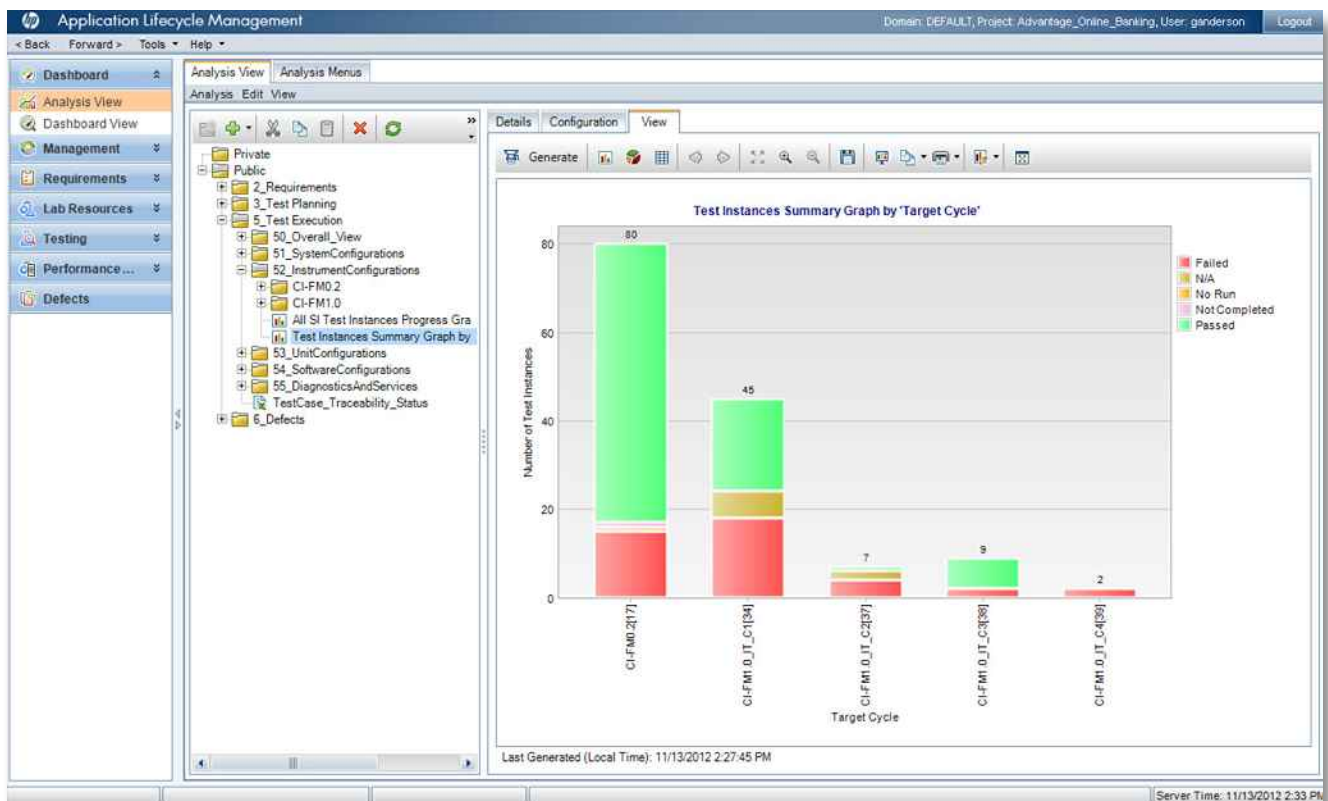 hp Application Lifecycle Management
Domain: DEFAULT, Project: Advantage_Online_Banking, User: ganderson Logout
< Back Forward > Tools Help
Dashboard
Analysis View
Dashboard View
Management
Requirements
Lab Resources
Testing
Performance ...
Defects
Analysis View Analysis Menus
Analysis Edit View
Private
Public
2_Requirements
3_Test Planning
5_Test Execution
50_Overall_View
51_SystemConfigurations
52_InstrumentConfigurations
CI-FM0.2
CI-FM1.0
All SI Test Instances Progress Gra
Test Instances Summary Graph by
53_UnitConfigurations
54_SoftwareConfigurations
55_DiagnosticsAndServices
TestCase_Traceability_Status
6_Defects
Details Configuration View
Generate
Test Instances Summary Graph by 'Target Cycle'
Number of Test Instances
80
60
40
20
0
80
45
7
9
2
CI-FM0.2[17]
CI-FM1.0_IT_C1[34]
CI-FM1.0_IT_C2[37]
CI-FM1.0_IT_C3[38]
CI-FM1.0_IT_C4[39]
Target Cycle
Failed
N/A
No Run
Not Completed
Passed
Last Generated (Local Time): 11/13/2012 2:27:45 PM
Server Time: 11/13/2012 2:33 PM